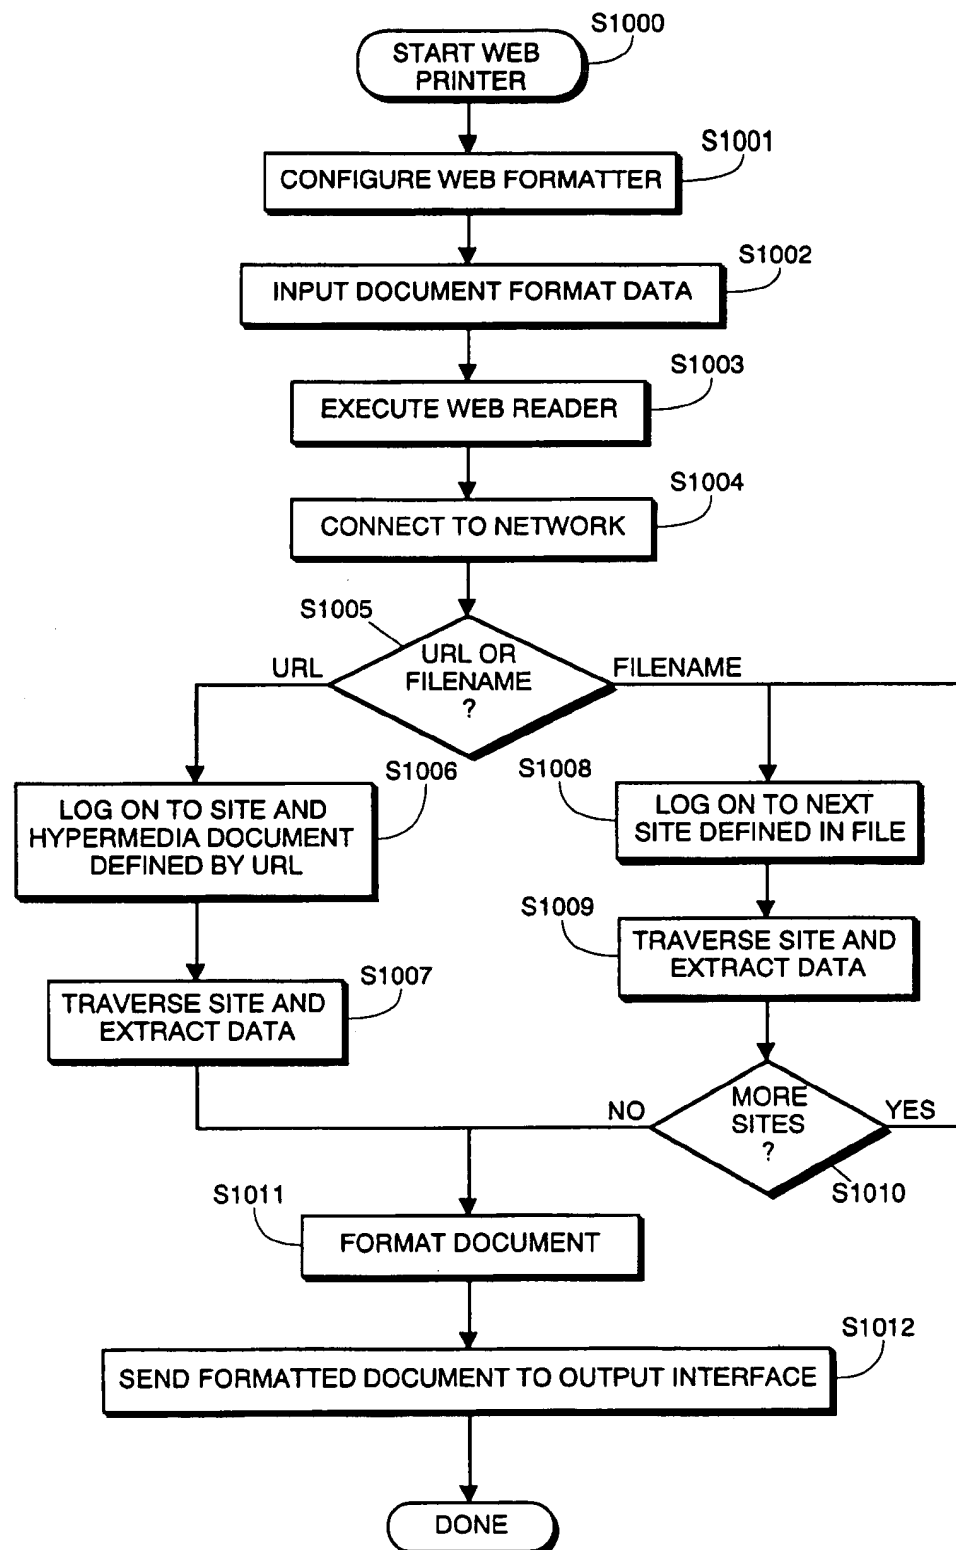 S1000
START WEB
PRINTER
S1001
CONFIGURE WEB FORMATTER
S1002
INPUT DOCUMENT FORMAT DATA
S1003
EXECUTE WEB READER
S1004
CONNECT TO NETWORK
S1005
URL
URL OR
FILENAME
?
FILENAME
S1006
LOG ON TO SITE AND
HYPERMEDIA DOCUMENT
DEFINED BY URL
S1008
LOG ON TO NEXT
SITE DEFINED IN FILE
S1007
TRAVERSE SITE AND
EXTRACT DATA
S1009
TRAVERSE SITE AND
EXTRACT DATA
NO
MORE
SITES
?
YES
S1010
S1011
FORMAT DOCUMENT
S1012
SEND FORMATTED DOCUMENT TO OUTPUT INTERFACE
DONE